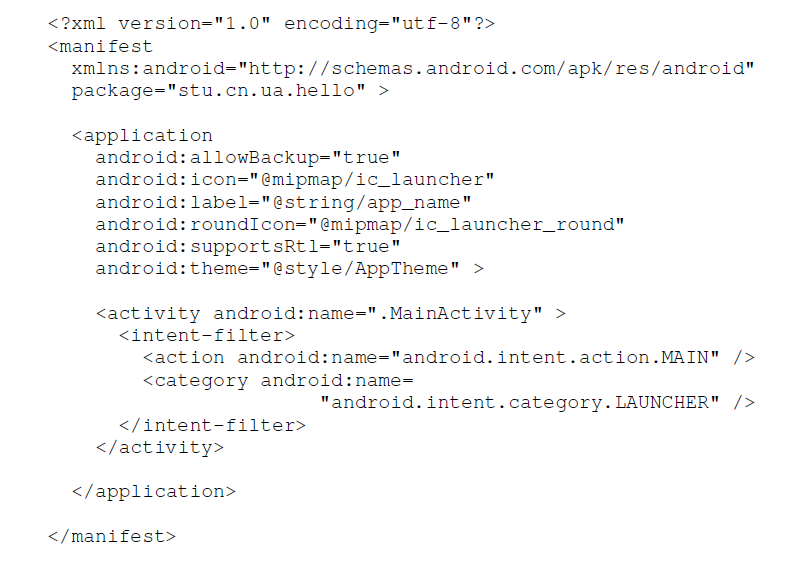 <?xml version="1.0" encoding="utf-8"?>
<manifest
xmlns:android="http://schemas.android.com/apk/res/android"
package="stu.cn.ua.hello" >
<application
android:allowBackup="true"
android:icon="@mipmap/ic_launcher"
android:label="@string/app_name"
android:roundIcon="@mipmap/ic_launcher_round"
android:supportsRtl="true"
android:theme="@style/AppTheme" >
<activity android:name=".MainActivity" >
<intent-filter>
<action android:name="android.intent.action.MAIN" />
<category android:name=
"android.intent.category.LAUNCHER" />
</intent-filter>
</activity>
</application>
</manifest>